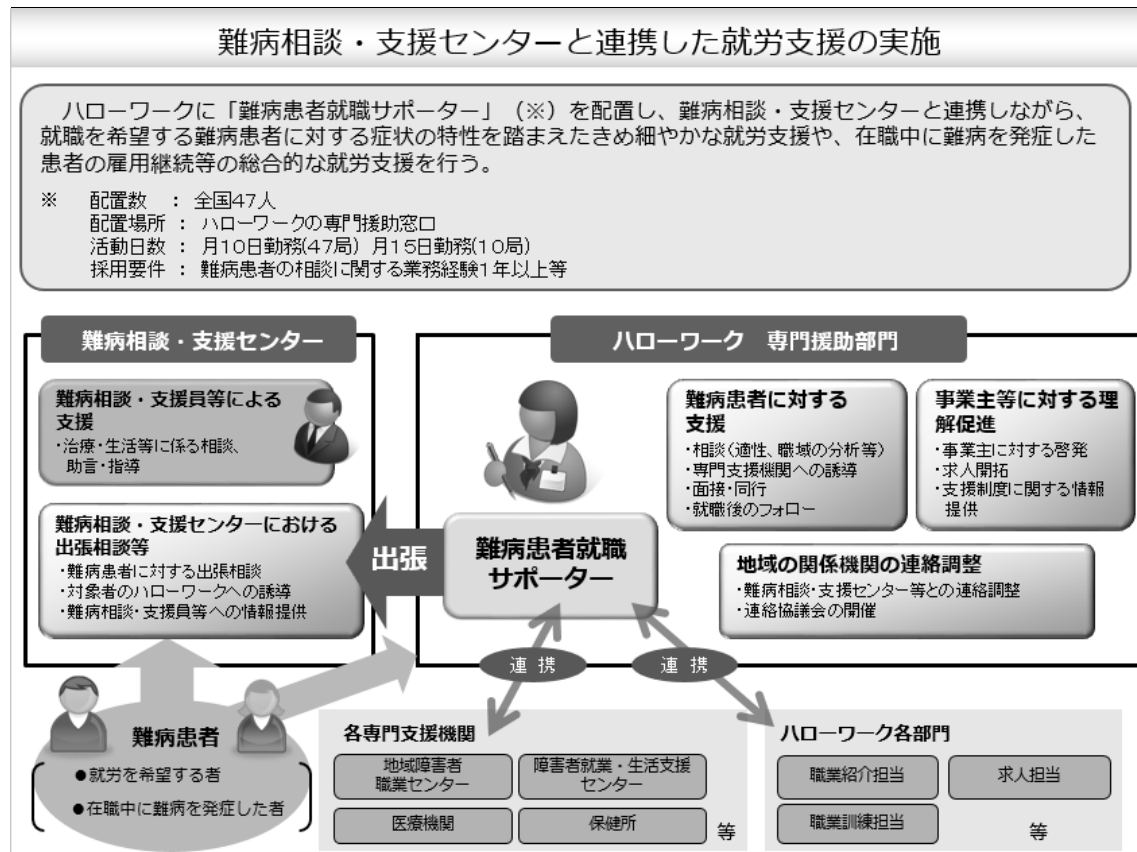 難病相談・支援センターと連携した就労支援の実施
ハローワークに「難病患者就職サポーター」（※）を配置し、難病相談・支援センターと連携しながら、
就職を希望する難病患者に対する症状の特性を踏まえたきめ細やかな就労支援や、在職中に難病を発症した
患者の雇用継続等の総合的な就労支援を行う。
※　配置数　：　全国47人
配置場所　：　ハローワークの専門援助窓口
活動日数　：　月10日勤務(47局)　月15日勤務(10局)
採用要件　：　難病患者の相談に関する業務経験1年以上等
難病相談・支援センター
難病相談・支援員等による
支援
・治療・生活等に係る相談、
助言・指導
難病相談・支援センターにおける
出張相談等
・難病患者に対する出張相談
・対象者のハローワークへの誘導
・難病相談・支援員等への情報提供
出張
ハローワーク　専門援助部門
難病患者就職
サポーター
難病患者に対する
支援
・相談（適性、職域の分析等）
・専門支援機関への誘導
・面接・同行
・就職後のフォロー
事業主等に対する理
解促進
・事業主に対する啓発
・求人開拓
・支援制度に関する情報
提供
地域の関係機関の連絡調整
・難病相談・支援センター等との連絡調整
・連絡協議会の開催
連携
連携
難病患者
●就労を希望する者
●在職中に難病を発症した者
各専門支援機関
地域障害者
職業センター
障害者就業・生活支援
センター
医療機関
保健所
等
ハローワーク各部門
職業紹介担当
求人担当
職業訓練担当
等